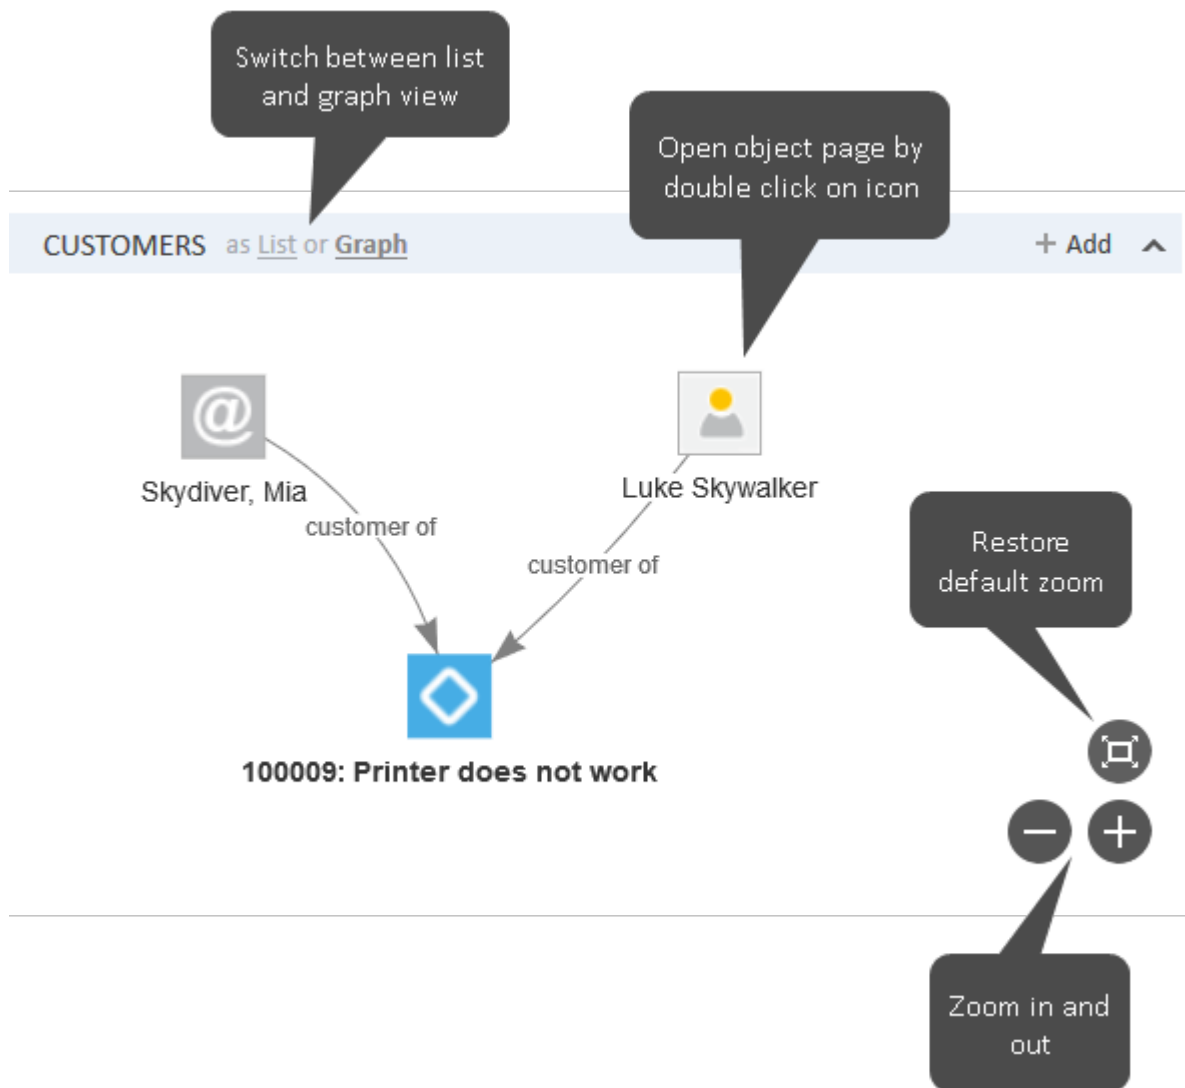 Switch between list
and graph view
Open object page by
double click on icon
CUSTOMERS as List or Graph
+ Add
@
Skydiver, Mia
Luke Skywalker
customer of
customer of
Restore
default zoom
100009: Printer does not work
Zoom in and
out